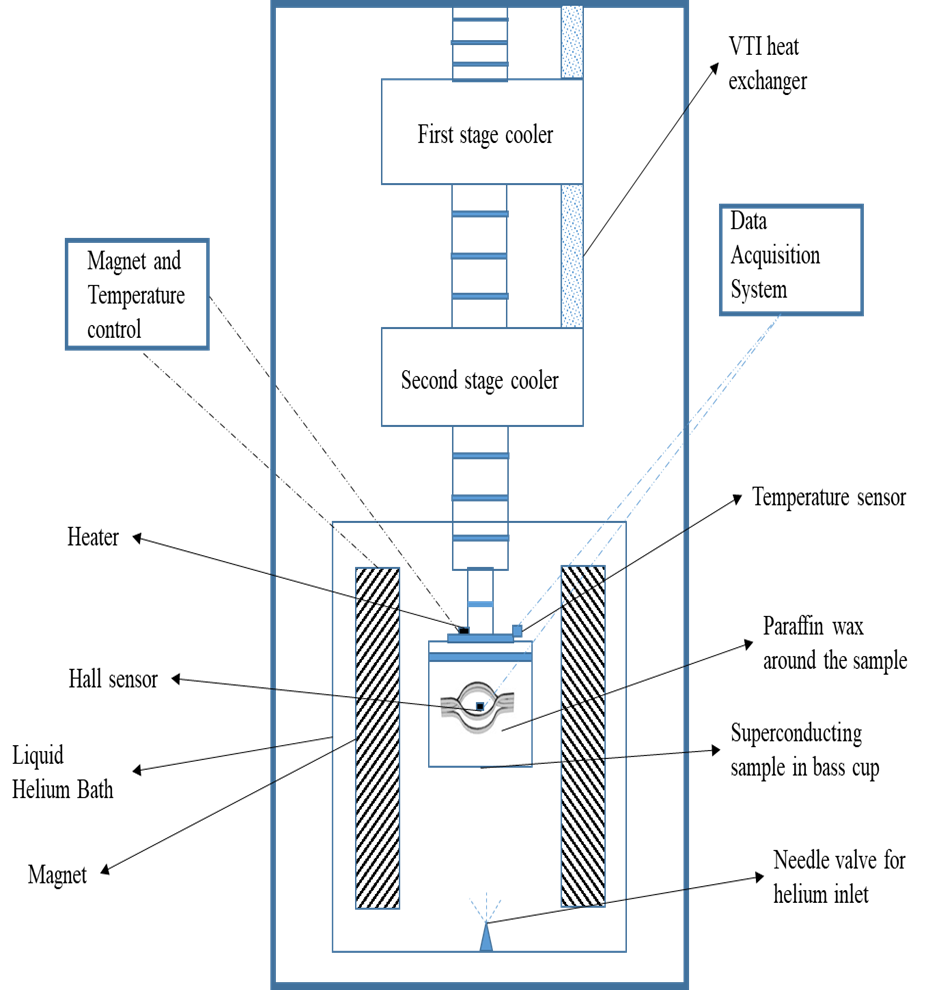 VTI heat
exchanger
First stage cooler
Data
Acquisition
System
Magnet and
Temperature
control
Second stage cooler
Temperature sensor
Heater
Paraffin wax
around the sample
Hall sensor
Superconducting
sample in bass cup
Liquid
Helium Bath
Needle valve for
helium inlet
Magnet